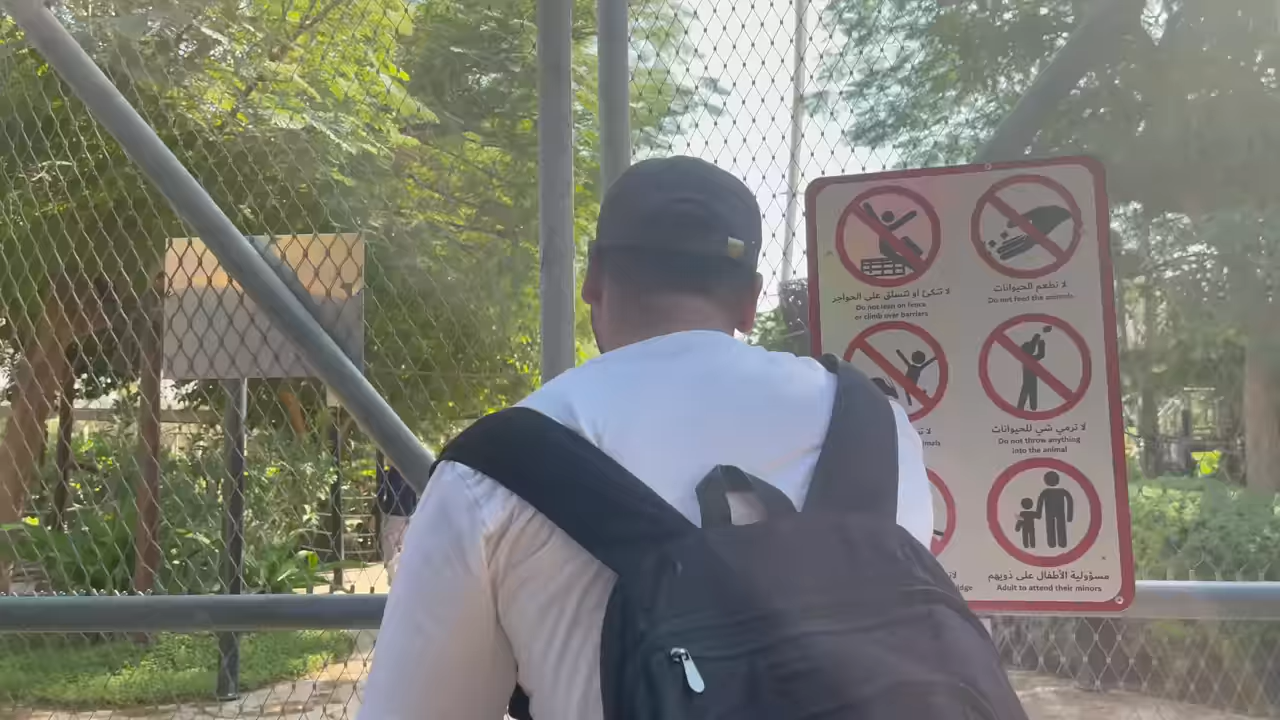 لا تتكئ او تتسلق على الحواجز
Do not lean on fence
or climb over barriers
لا تطعم الحيوانات
Do not feed the animals
لا ترمي شي للحيوانات
Do not throw anything
into the animal
مسؤولية الأطفال على ذويهم
Adult to attend their minors